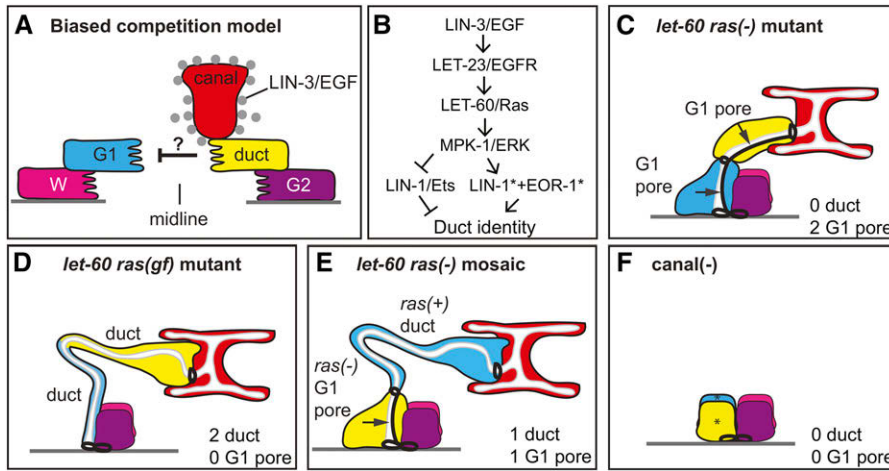 A Biased competition model
canal
LIN-3/EGF
?
G1
duct
W
G2
midline
B
LIN-3/EGF
LET-23/EGFR
LET-60/Ras
MPK-1/ERK
LIN-1/Ets LIN-1*+EOR-1*
Duct identity
C let-60 ras(-) mutant
G1 pore
G1
pore
0 duct
2 G1 pore
D let-60 ras(gf) mutant
duct
duct
2 duct
0 G1 pore
E let-60 ras(-) mosaic
ras(+)
duct
ras(-)
G1
pore
1 duct
1 G1 pore
F canal(-)
*
*
0 duct
0 G1 pore